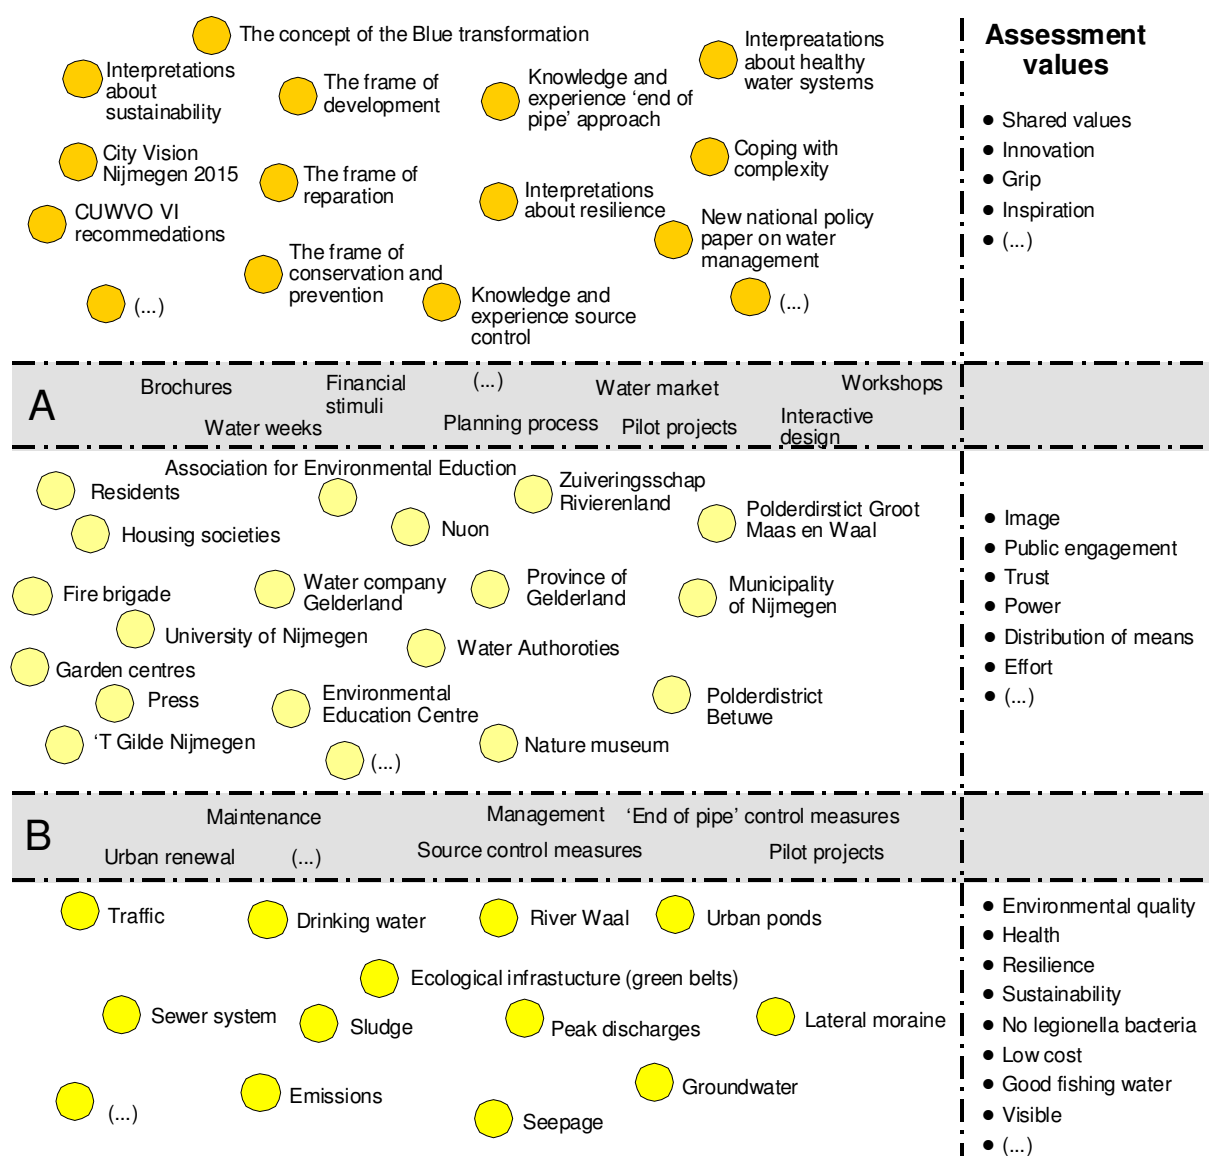 The concept of the Blue transformation
Interpreatations
about healthy
water systems
Interpretations
about
sustainability
The frame of
development
Knowledge and
experience ‘end of
pipe’ approach
City Vision
Nijmegen 2015
The frame of
reparation
Coping with
complexity
CUWVO VI
recommedations
Interpretations
about resilience
New national policy
paper on water
management
The frame of
conservation and
prevention
(...)
Knowledge and
experience source
control
(...)
Assessment
values
● Shared values
● Innovation
● Grip
● Inspiration
● (...)
A
Brochures
Financial
stimuli
(...)
Water market
Workshops
Water weeks
Planning process
Pilot projects
Interactive
design
Association for Environmental Eduction
Residents
Zuiveringsschap
Rivierenland
Polderdirstict Groot
Maas en Waal
Housing societies
Nuon
Fire brigade
Water company
Gelderland
Province of
Gelderland
Municipality
of Nijmegen
University of Nijmegen
Water Authoroties
Garden centres
Press
Environmental
Education Centre
Polderdistrict
Betuwe
‘T Gilde Nijmegen
(...)
Nature museum
● Image
● Public engagement
● Trust
● Power
● Distribution of means
● Effort
● (...)
B
Maintenance
Management
‘End of pipe’ control measures
Urban renewal
(...)
Source control measures
Pilot projects
Traffic
Drinking water
River Waal
Urban ponds
Ecological infrastucture (green belts)
Sewer system
Sludge
Peak discharges
Lateral moraine
(...)
Emissions
Seepage
Groundwater
● Environmental quality
● Health
● Resilience
● Sustainability
● No legionella bacteria
● Low cost
● Good fishing water
● Visible
● (...)